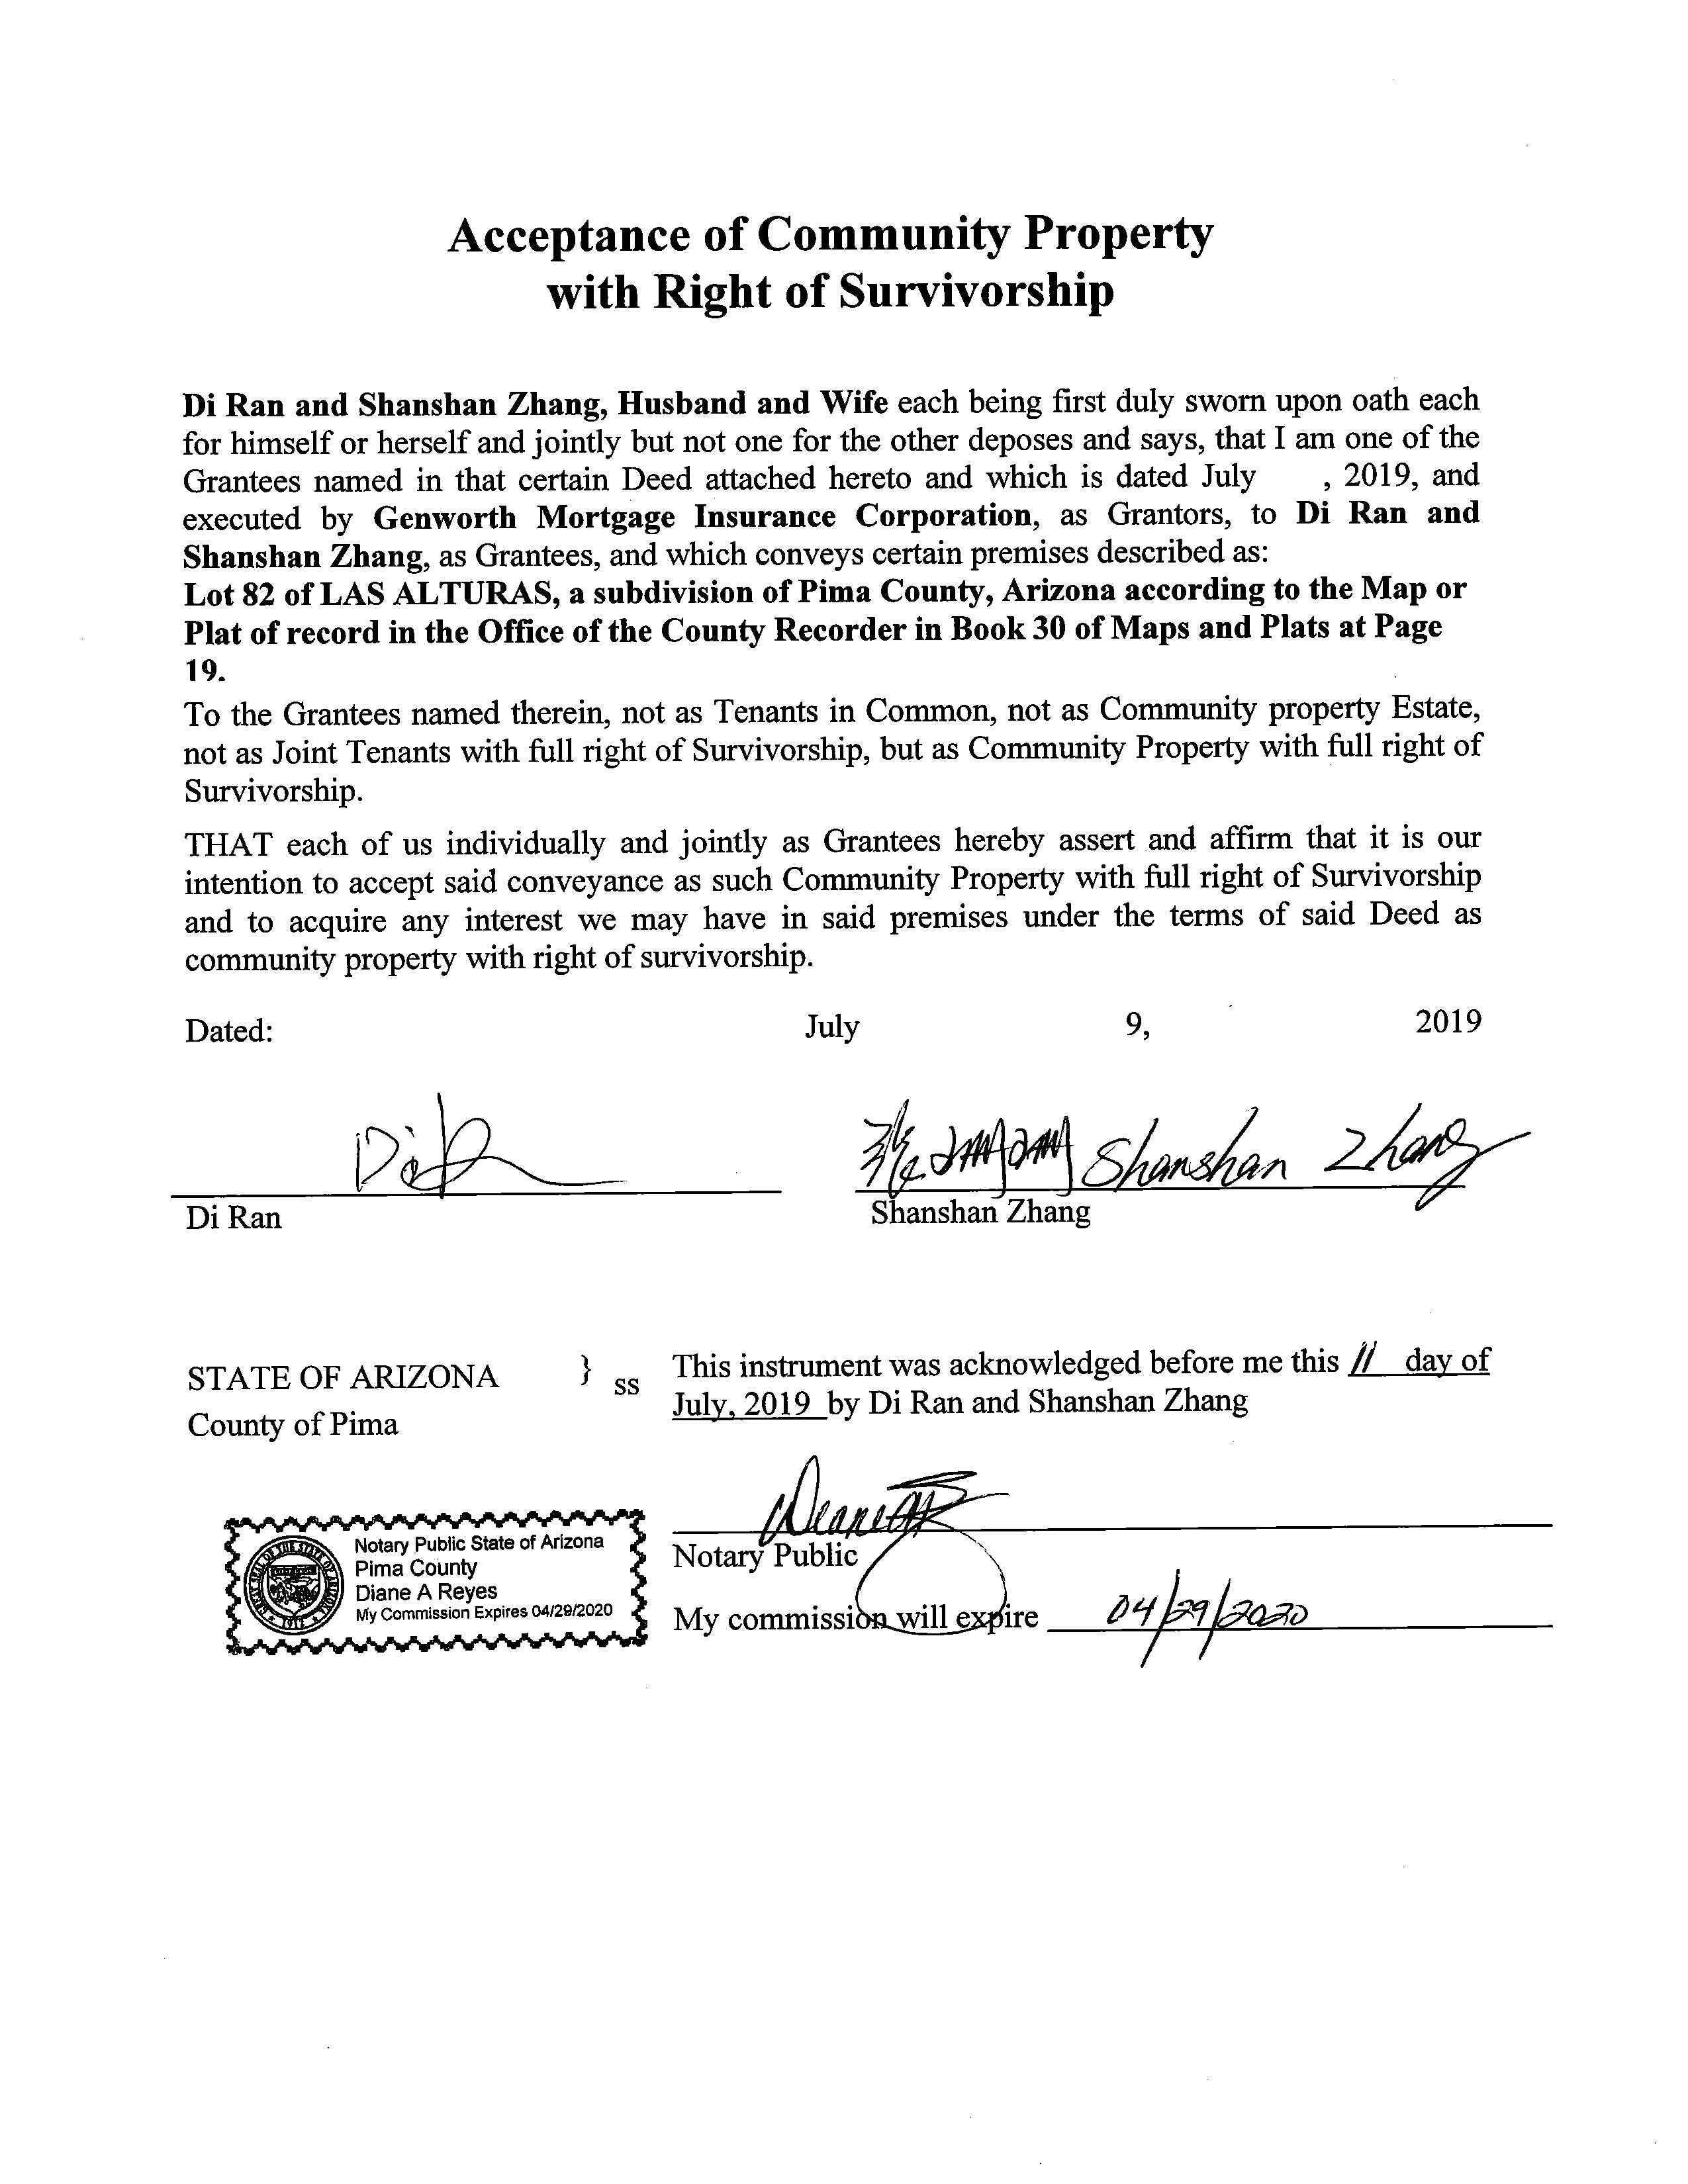 Acceptance of Community Property
with Right of Survivorship
Di Ran and Shanshan Zhang, Husband and Wife each being first duly sworn upon oath each
for himself or herself and jointly but not one for the other deposes and says, that I am one of the
Grantees named in that certain Deed attached hereto and which is dated July , 2019, and
executed by Genworth Mortgage Insurance Corporation, as Grantors, to Di Ran and
Shanshan Zhang, as Grantees, and which conveys certain premises described as:
Lot 82 of LAS ALTURAS, a subdivision of Pima County, Arizona according to the Map or
Plat of record in the Office of the County Recorder in Book 30 of Maps and Plats at Page
19.
To the Grantees named therein, not as Tenants in Common, not as Community property Estate,
not as Joint Tenants with full right of Survivorship, but as Community Property with full right of
Survivorship.
THAT each of us individually and jointly as Grantees hereby assert and affirm that it is our
intention to accept said conveyance as such Community Property with full right of Survivorship
and to acquire any interest we may have in said premises under the terms of said Deed as
community property with right of survivorship.
Dated: July 9, 2019
Shanshan Zhang
Di Ran Shanshan Zhang
STATE OF ARIZONA } ss This instrument was acknowledged before me this 11 day of
County of Pima July, 2019 by Di Ran and Shanshan Zhang
Notary Public State of Arizona
Pima County
Diane A Reyes
My Commission Expires 04/29/2020
Notary Public
My commission will expire 04/29/2020